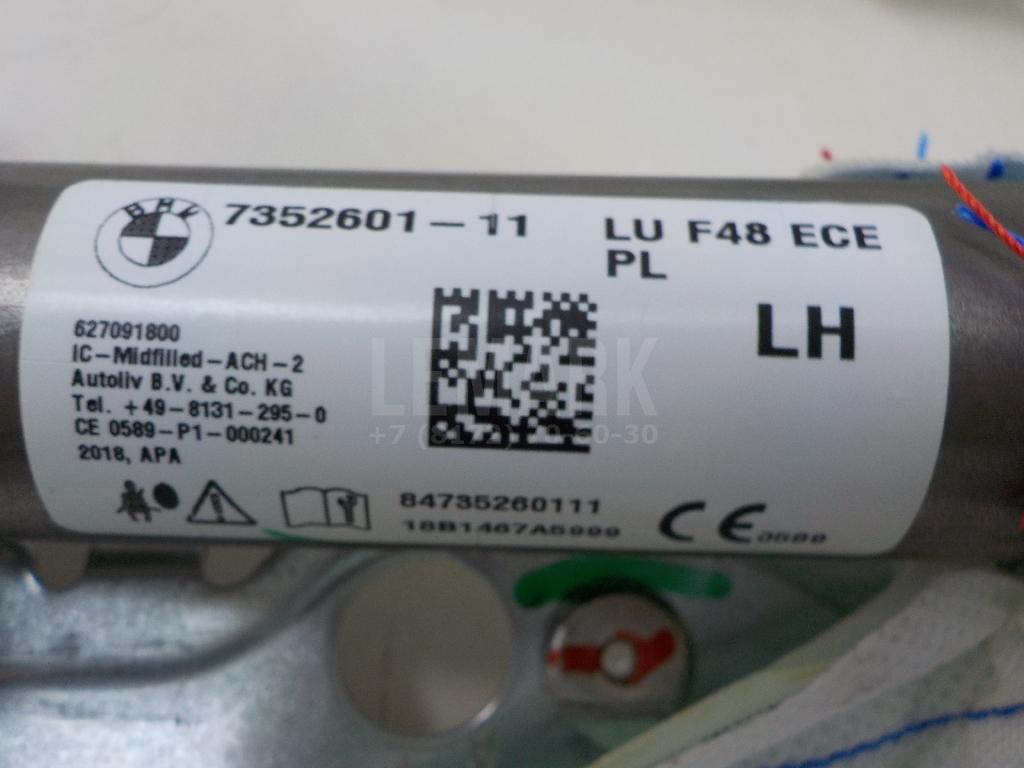 BMW
7352601-11
LU F48 ECE
PL
LH
627091800
IC-Midfilled-ACH-2
Autoliv B.V. & Co. KG
Tel. +49-8131-295-0
CE 0589-P1-000241
2018, APA
84735260111
18B1467A5999
CE 0589
LEMARK